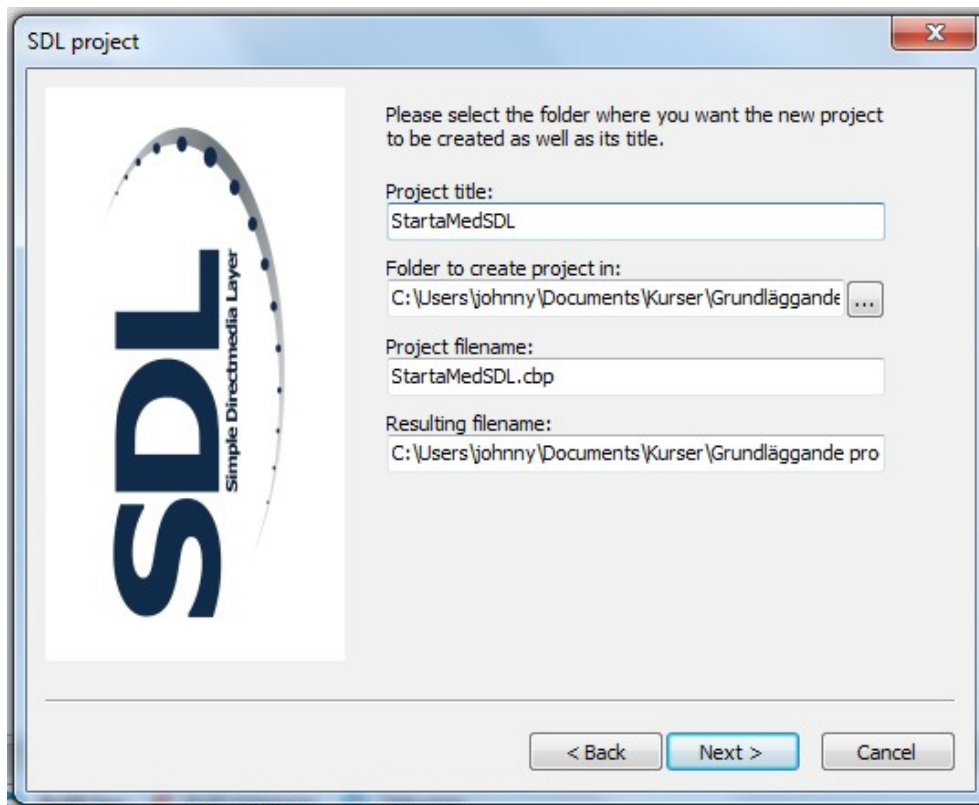 SDL project
X
SDL
Simple Directmedia Layer
Please select the folder where you want the new project
to be created as well as its title.
Project title:
StartaMedSDL
Folder to create project in:
C:\Users\johnny\Documents\Kurser\Grundläggande
...
Project filename:
StartaMedSDL.cbp
Resulting filename:
C:\Users\johnny\Documents\Kurser\Grundläggande pro
< Back
Next >
Cancel